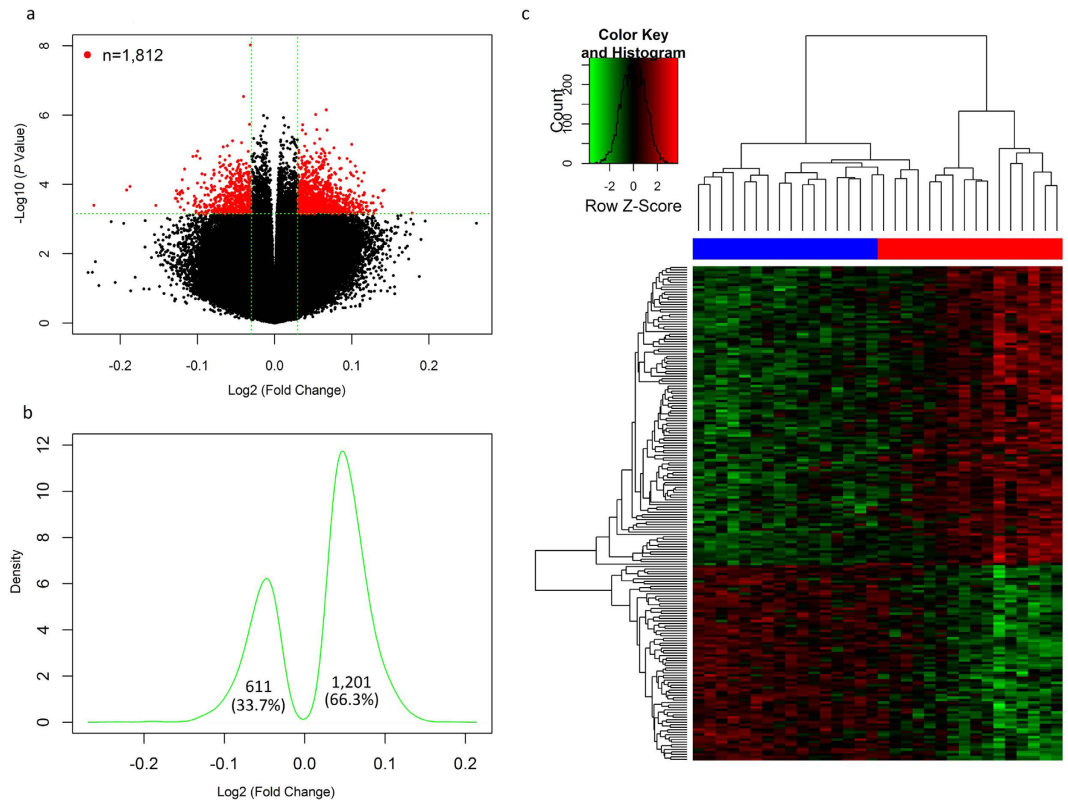 a
n=1,812
8
6
4
2
0
-Log10 (P Value)
-0.2
-0.1
0.0
0.1
0.2
Log2 (Fold Change)
b
12
10
8
6
4
2
0
Density
611
(33.7%)
1,201
(66.3%)
-0.2
-0.1
0.0
0.1
0.2
Log2 (Fold Change)
c
Color Key
and Histogram
Count
0
100
200
-2
0
2
Row Z-Score